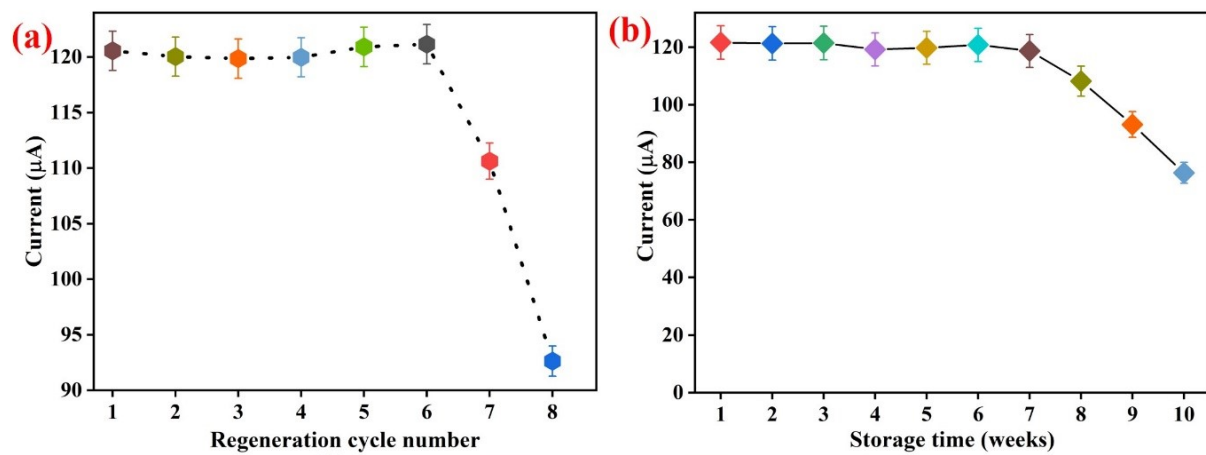 (a)
Current (μA)
120
115
110
105
100
95
90
1 2 3 4 5 6 7 8
Regeneration cycle number
(b)
Current (μA)
120
100
80
60
40
20
0
1 2 3 4 5 6 7 8 9 10
Storage time (weeks)